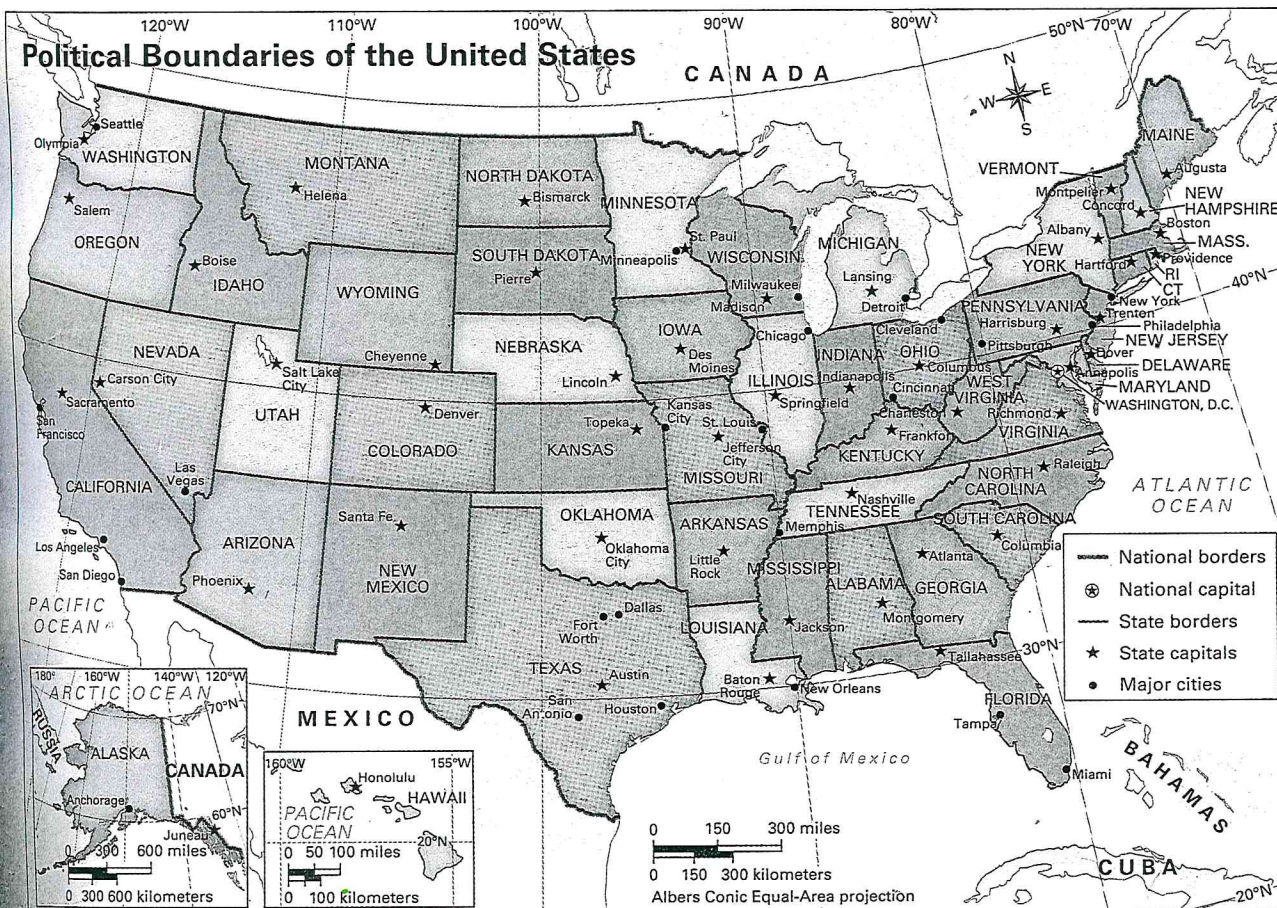 120°W
110°W
100°W
90°W
80°W
70°W
50°N
Political Boundaries of the United States
CANADA
N
W
E
S
Seattle
Olympia
WASHINGTON
MONTANA
Helena
NORTH DAKOTA
Bismarck
MINNESOTA
St. Paul
Minneapolis
MAINE
Augusta
VERMONT
Montpelier
Concord
NEW
HAMPSHIRE
Salem
OREGON
Boise
IDAHO
SOUTH DAKOTA
Pierre
WISCONSIN
Milwaukee
Madison
MICHIGAN
Lansing
Detroit
Albany
NEW
YORK
Boston
MASS.
Hartford
Providence
RI
CT
40°N
WYOMING
Cheyenne
NEBRASKA
Lincoln
IOWA
Des
Moines
Chicago
Cleveland
PENNSYLVANIA
Harrisburg
Pittsburgh
New York
Trenton
Philadelphia
NEW JERSEY
Dover
DELAWARE
Annapolis
MARYLAND
WASHINGTON, D.C.
NEVADA
Carson City
Sacramento
San
Francisco
Salt Lake
City
UTAH
Denver
COLORADO
Topeka
KANSAS
Kansas
City
St. Louis
Jefferson
City
MISSOURI
ILLINOIS
Springfield
INDIANA
Indianapolis
OHIO
Columbus
Cincinnat
WEST
VIRGINIA
Charleston
Richmond
VIRGINIA
Frankfort
KENTUCKY
CALIFORNIA
Las
Vegas
Los Angeles
San Diego
ARIZONA
Phoenix
Santa Fe
NEW
MEXICO
OKLAHOMA
Oklahoma
City
ARKANSAS
Little
Rock
Nashville
TENNESSEE
Memphis
NORTH
CAROLINA
Raleigh
SOUTH CAROLINA
Columbia
ATLANTIC
OCEAN
PACIFIC
OCEAN
TEXAS
Dallas
Fort
Worth
Austin
San
Antonio
Houston
LOUISIANA
Baton
Rouge
New Orleans
MISSISSIPPI
Jackson
ALABAMA
Montgomery
Atlanta
GEORGIA
Tallahassee
30°N
FLORIDA
Tampa
Miami
National borders
National capital
State borders
State capitals
Major cities
MEXICO
Gulf of Mexico
BAHAMAS
CUBA
20°N
180°
160°W
140°W
120°W
ARCTIC OCEAN
70°N
RUSSIA
ALASKA
CANADA
Anchorage
60°N
Juneau
0 300 600 miles
0 300 600 kilometers
160°W
155°W
Honolulu
HAWAII
PACIFIC
OCEAN
20°N
0 50 100 miles
0 100 kilometers
0 150 300 miles
0 150 300 kilometers
Albers Conic Equal-Area projection